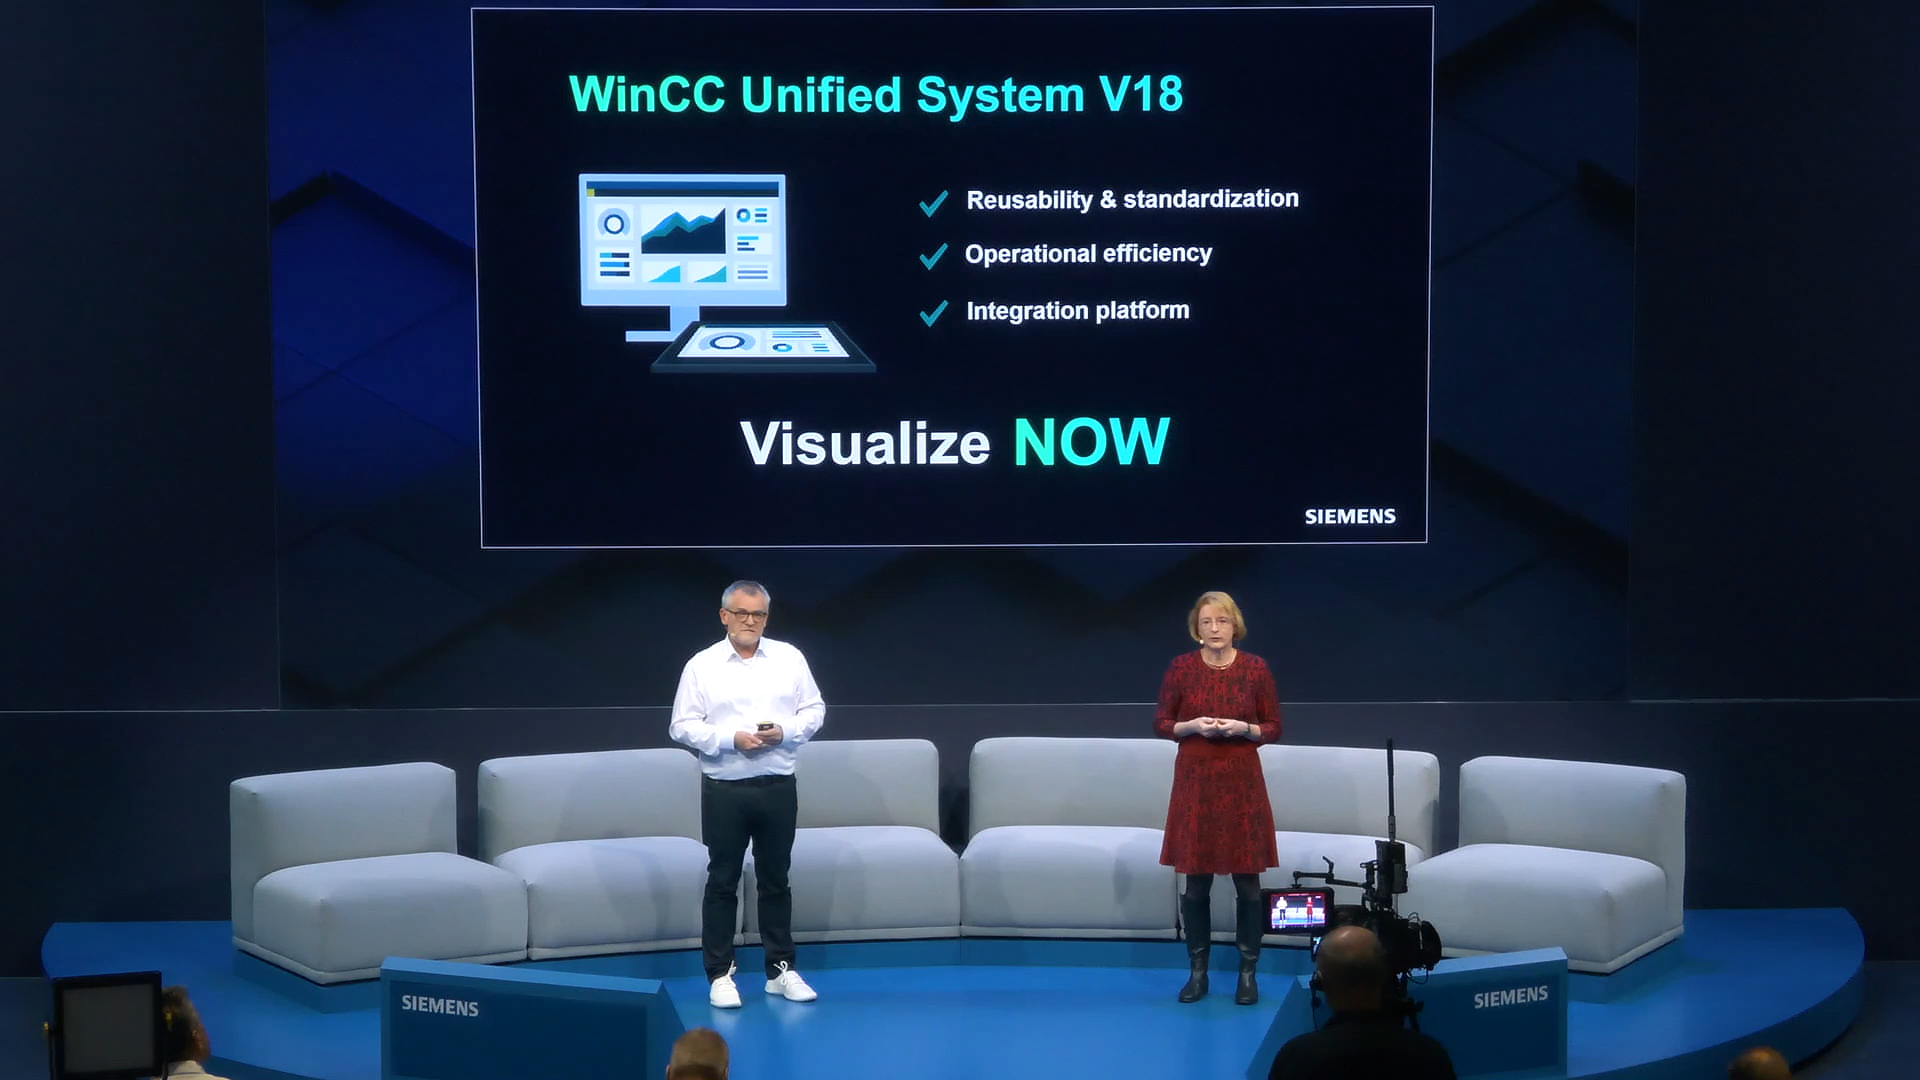 WinCC Unified System V18
Reusability & standardization
Operational efficiency
Integration platform
Visualize NOW
SIEMENS
SIEMENS
SIEMENS